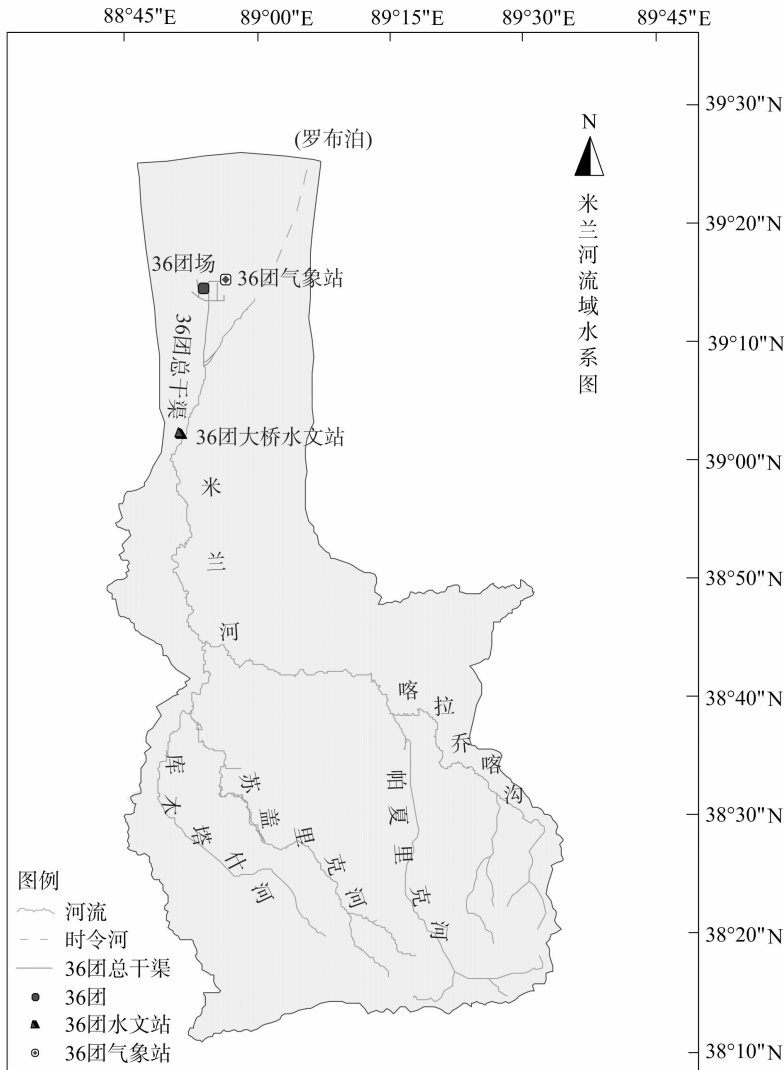 88°45"E 89°00"E 89°15"E 89°30"E 89°45"E
39°30"N
39°20"N
39°10"N
39°00"N
38°50"N
38°40"N
38°30"N
38°20"N
38°10"N
N
米兰河流域水系图
(罗布泊)
36团场
36团气象站
36团总干渠
36团大桥水文站
米兰河
喀拉乔喀沟
帕夏里克河
苏盖里克河
库木塔什河
图例
河流
时令河
36团总干渠
36团
36团水文站
36团气象站